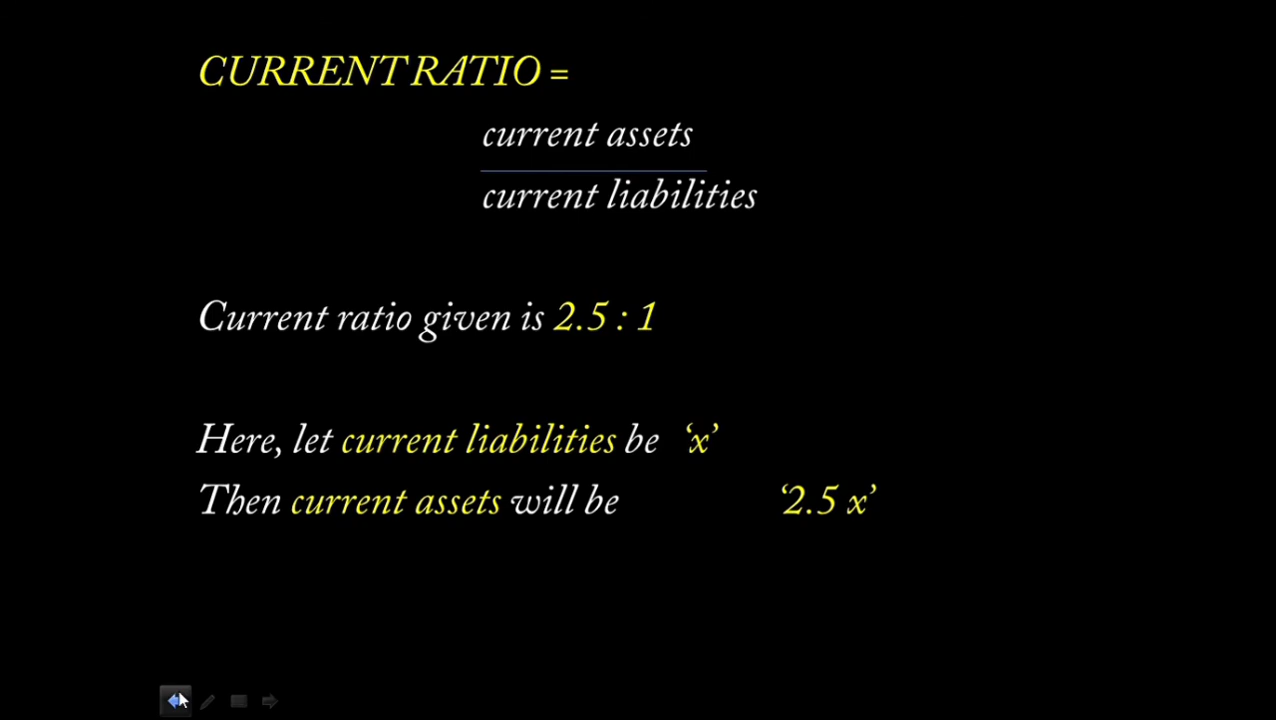 CURRENT RATIO =
current assets
current liabilities
Current ratio given is 2.5 : 1
Here, let current liabilities be ‘x’
Then current assets will be ‘2.5 x’